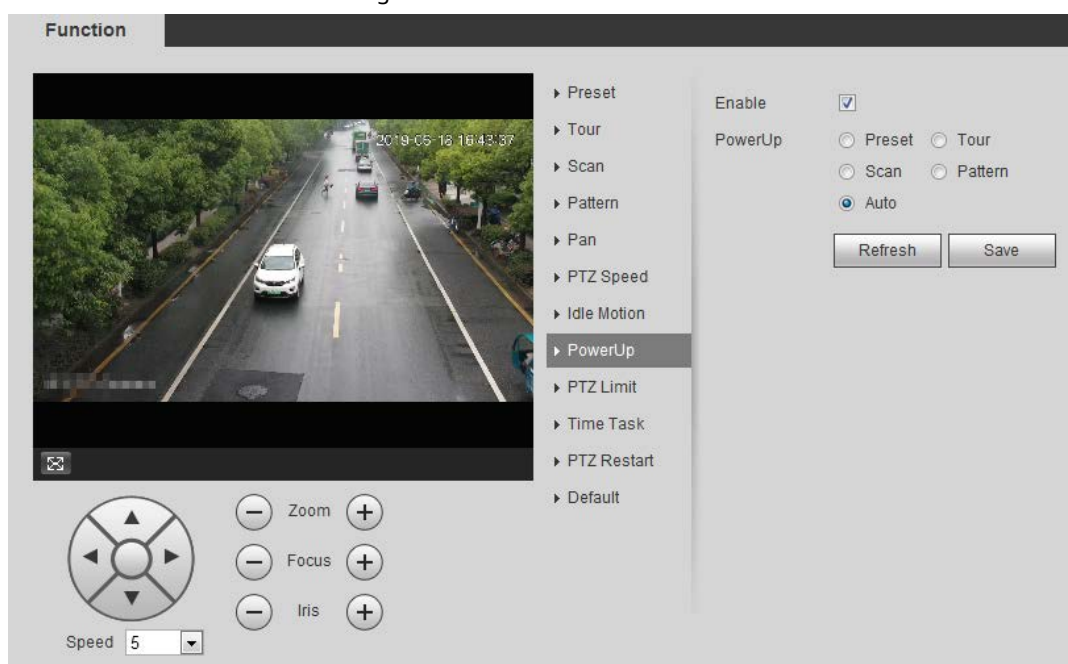 Function
2019-05-18 16:43:37
Preset
Tour
Scan
Pattern
Pan
PTZ Speed
Idle Motion
PowerUp
PTZ Limit
Time Task
PTZ Restart
Default
Enable
PowerUp Preset Tour
Scan Pattern
Auto
Refresh Save
Zoom
Focus
Iris
Speed 5